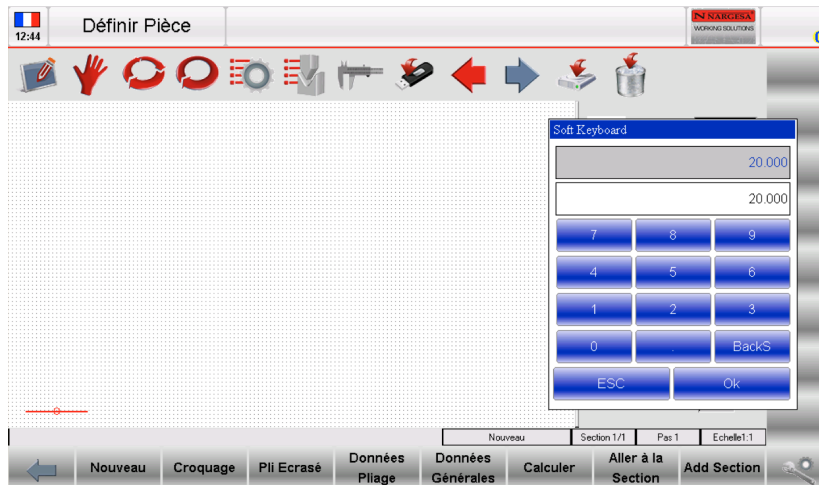 12:44
Définir Pièce
N NARGESA
WORKING SOLUTIONS
Soft Keyboard
20.000
20.000
7 8 9
4 5 6
1 2 3
0 . BackS
ESC Ok
Nouveau Section 1/1 Pas 1 Echelle1:1
Nouveau Croquage Pli Ecrasé Données Pliage Données Générales Calculer Aller à la Section Add Section